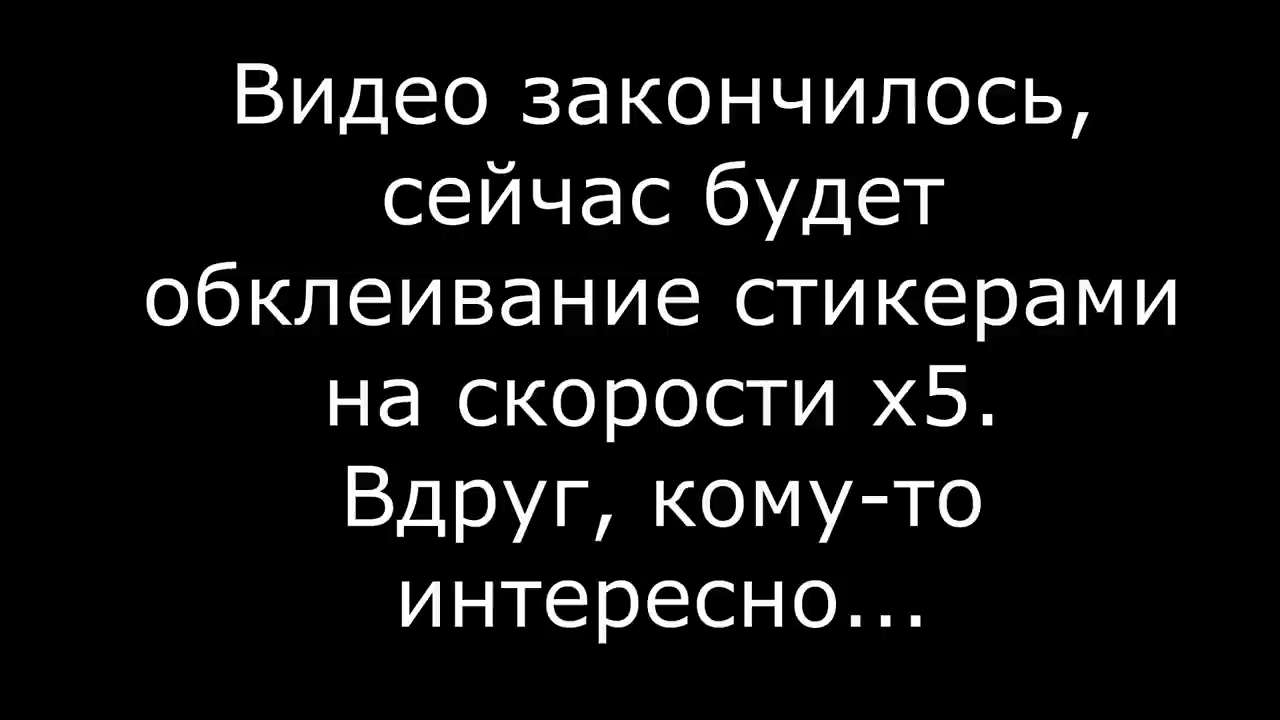 Видео закончилось,
сейчас будет
обклеивание стикерами
на скорости х5.
Вдруг, кому-то
интересно...